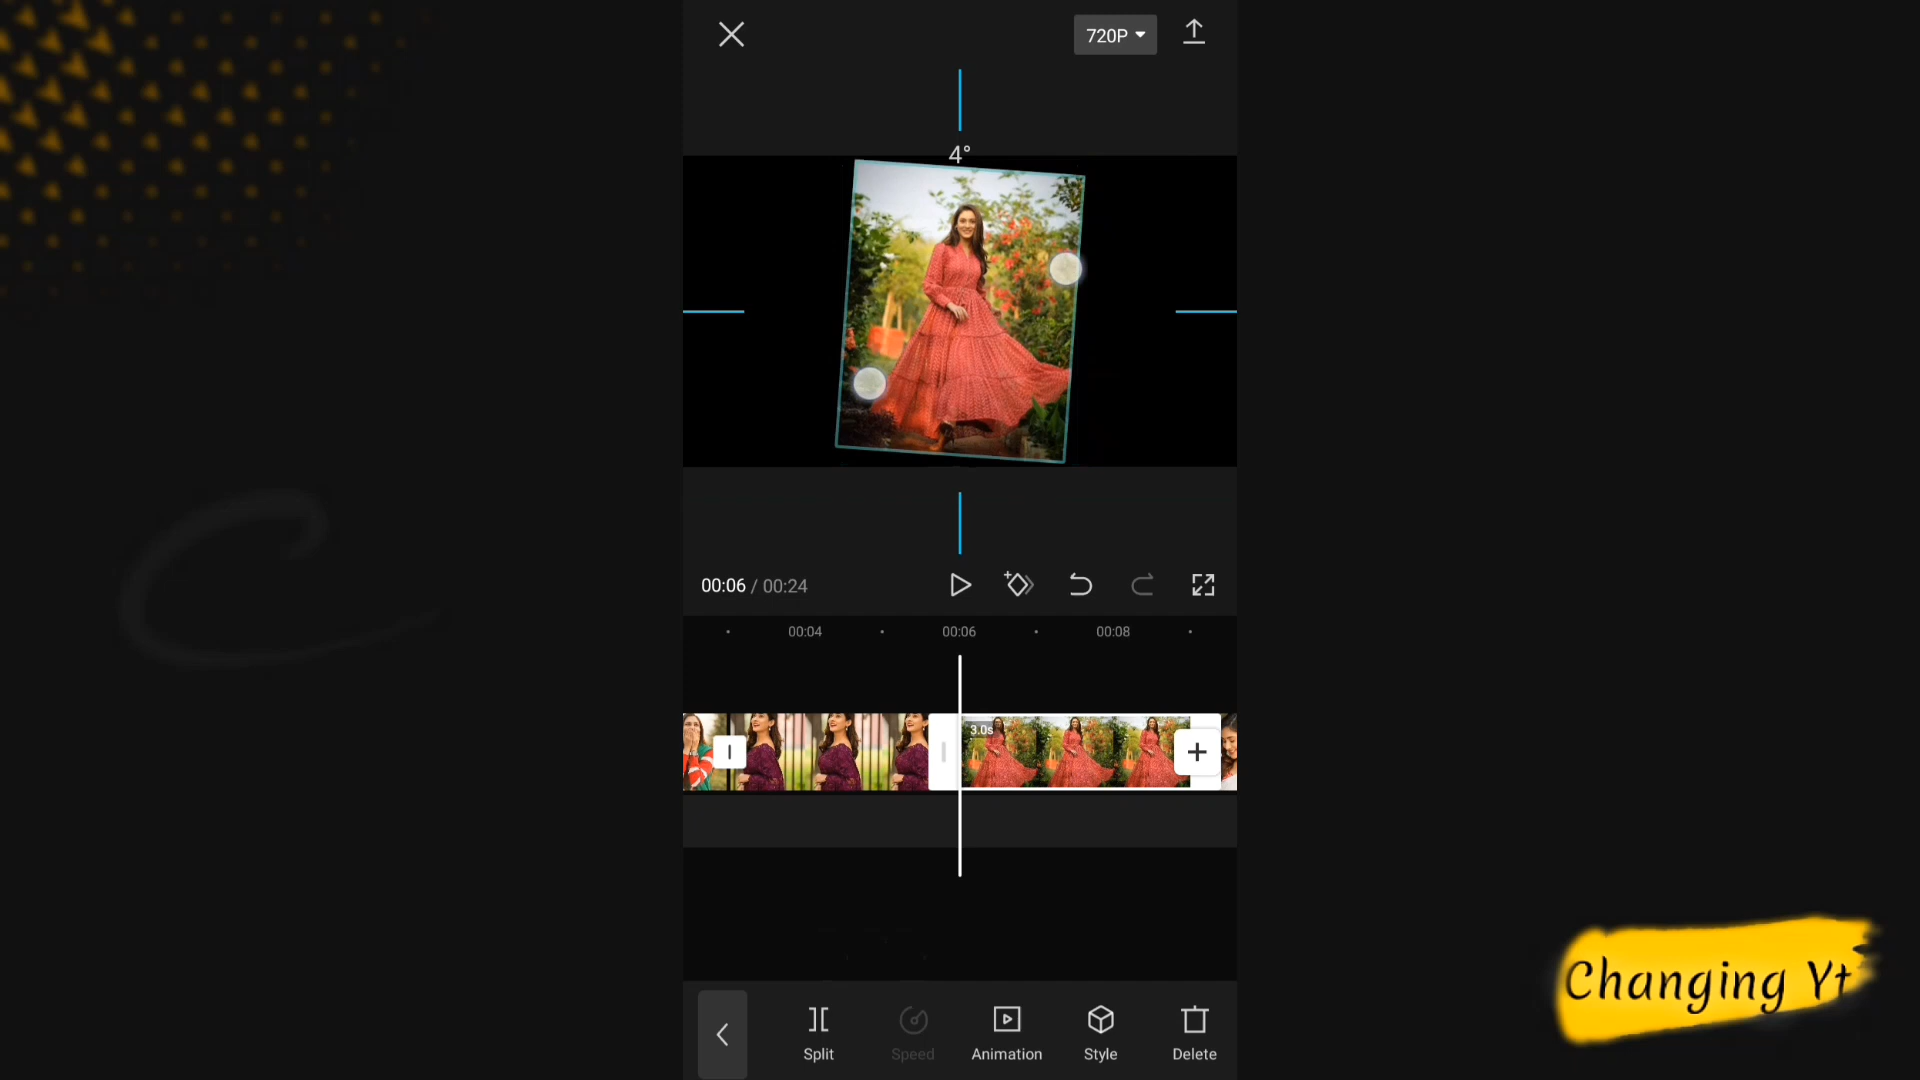 720P
4°
00:06 / 00:24
00:04 00:06 00:08
3.0s
Split Speed Animation Style Delete
Changing Yt